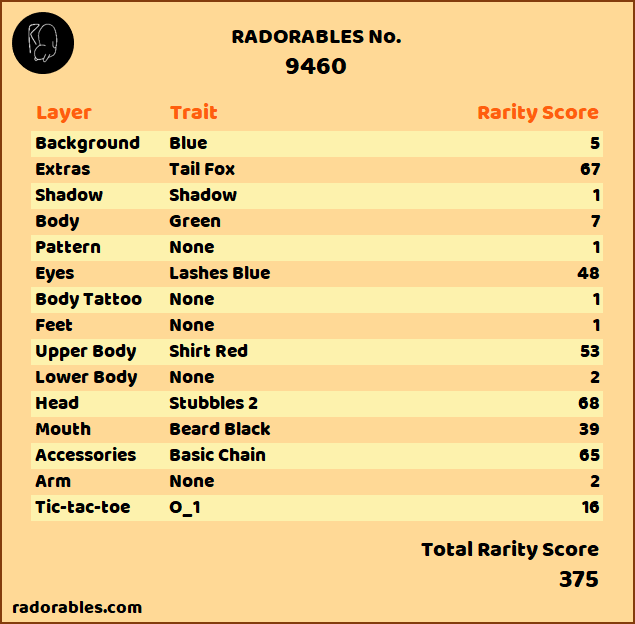 RADORABLES No.
9460
Layer Trait Rarity Score
Background Blue 5
Extras Tail Fox 67
Shadow Shadow 1
Body Green 7
Pattern None 1
Eyes Lashes Blue 48
Body Tattoo None 1
Feet None 1
Upper Body Shirt Red 53
Lower Body None 2
Head Stubbles 2 68
Mouth Beard Black 39
Accessories Basic Chain 65
Arm None 2
Tic-tac-toe O_1 16
Total Rarity Score
375
radorables.com